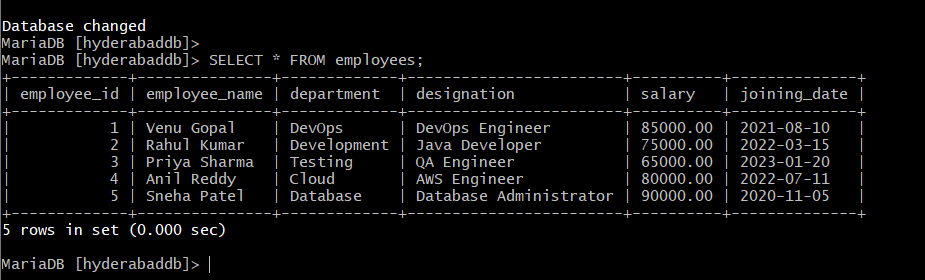 Database changed
MariaDB [hyderabaddb]>
MariaDB [hyderabaddb]> SELECT * FROM employees;
+-------------+---------------+-------------+------------------------+----------+--------------+
| employee_id | employee_name | department  | designation            | salary   | joining_date |
+-------------+---------------+-------------+------------------------+----------+--------------+
|           1 | Venu Gopal    | DevOps      | DevOps Engineer        | 85000.00 | 2021-08-10   |
|           2 | Rahul Kumar   | Development | Java Developer         | 75000.00 | 2022-03-15   |
|           3 | Priya Sharma  | Testing     | QA Engineer            | 65000.00 | 2023-01-20   |
|           4 | Anil Reddy    | Cloud       | AWS Engineer           | 80000.00 | 2022-07-11   |
|           5 | Sneha Patel   | Database    | Database Administrator | 90000.00 | 2020-11-05   |
+-------------+---------------+-------------+------------------------+----------+--------------+
5 rows in set (0.000 sec)
MariaDB [hyderabaddb]>